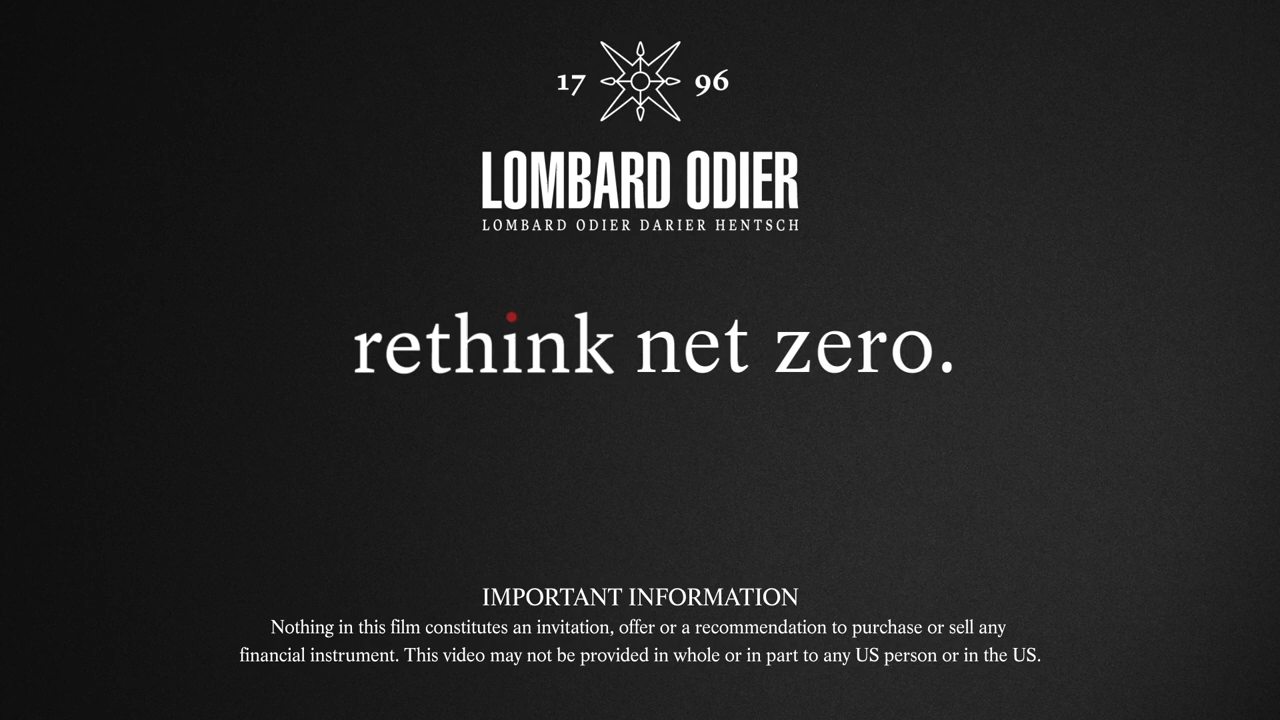 17 96
LOMBARD ODIER
LOMBARD ODIER DARIER HENTSCH
rethink net zero.
IMPORTANT INFORMATION
Nothing in this film constitutes an invitation, offer or a recommendation to purchase or sell any
financial instrument. This video may not be provided in whole or in part to any US person or in the US.